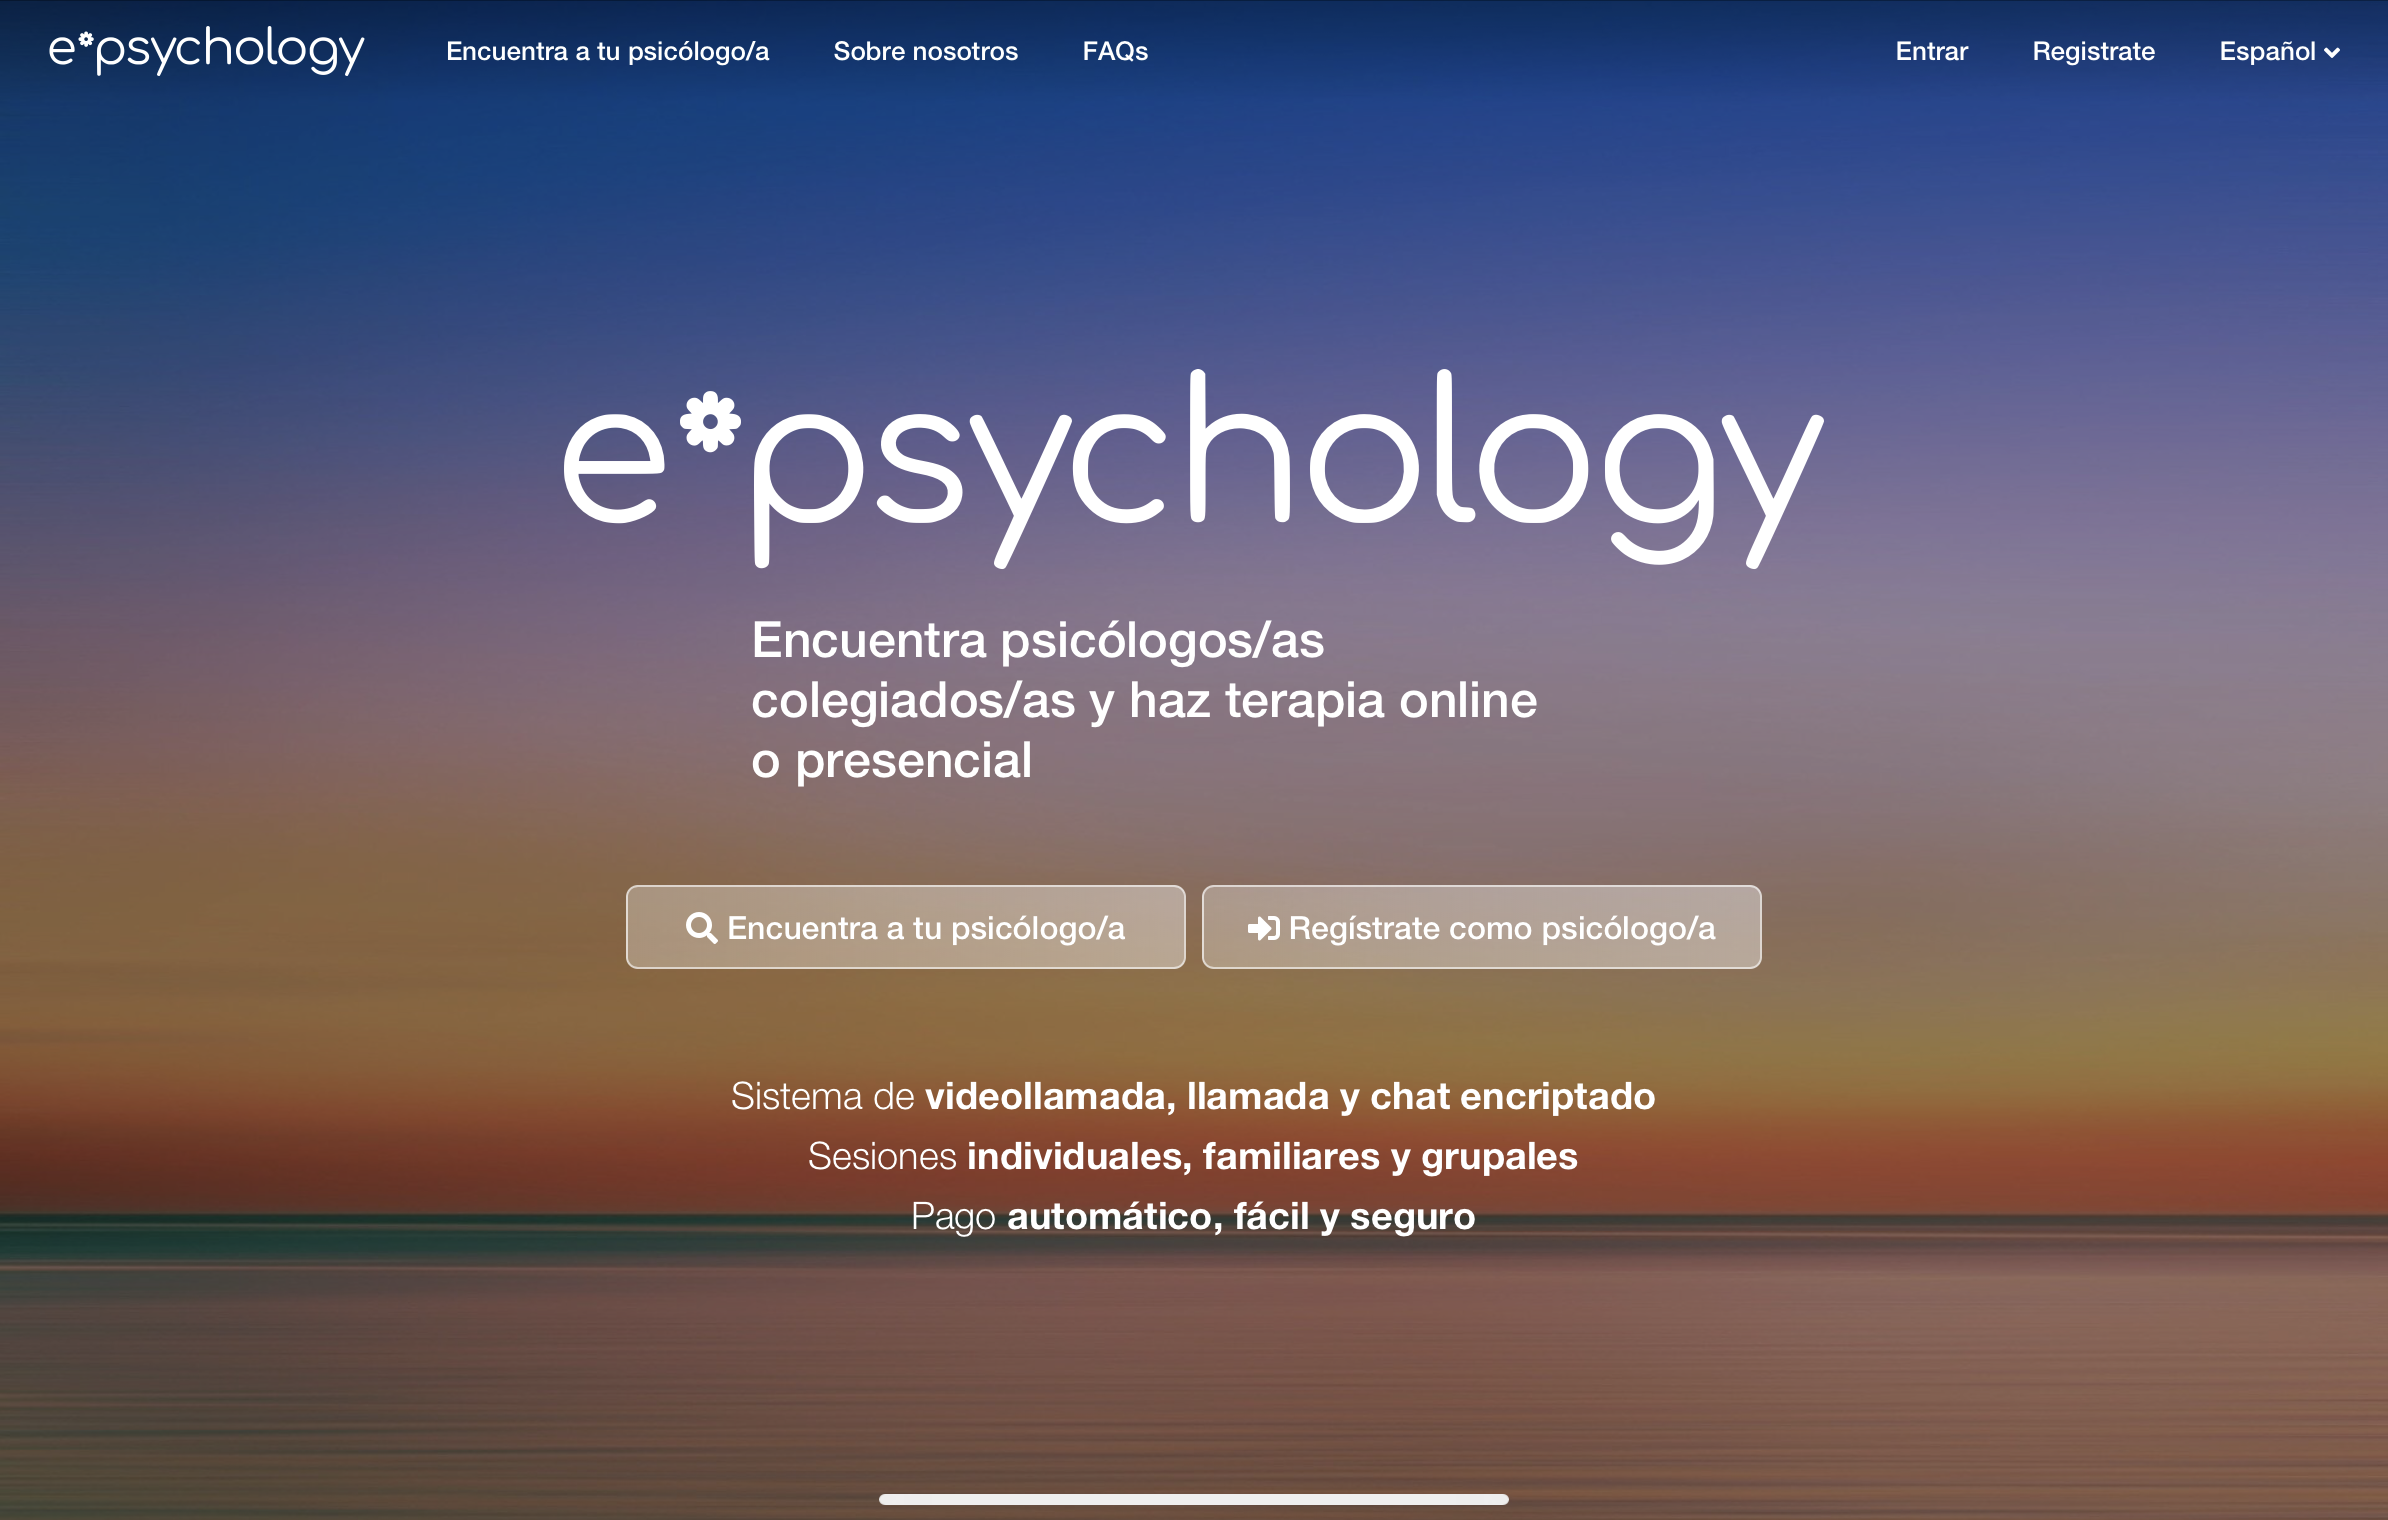 e*psychology
Encuentra a tu psicólogo/a
Sobre nosotros
FAQs
Entrar
Registrate
Español
e*psychology
Encuentra psicólogos/as
colegiados/as y haz terapia online
o presencial
Encuentra a tu psicólogo/a
Regístrate como psicólogo/a
Sistema de videollamada, llamada y chat encriptado
Sesiones individuales, familiares y grupales
Pago automático, fácil y seguro